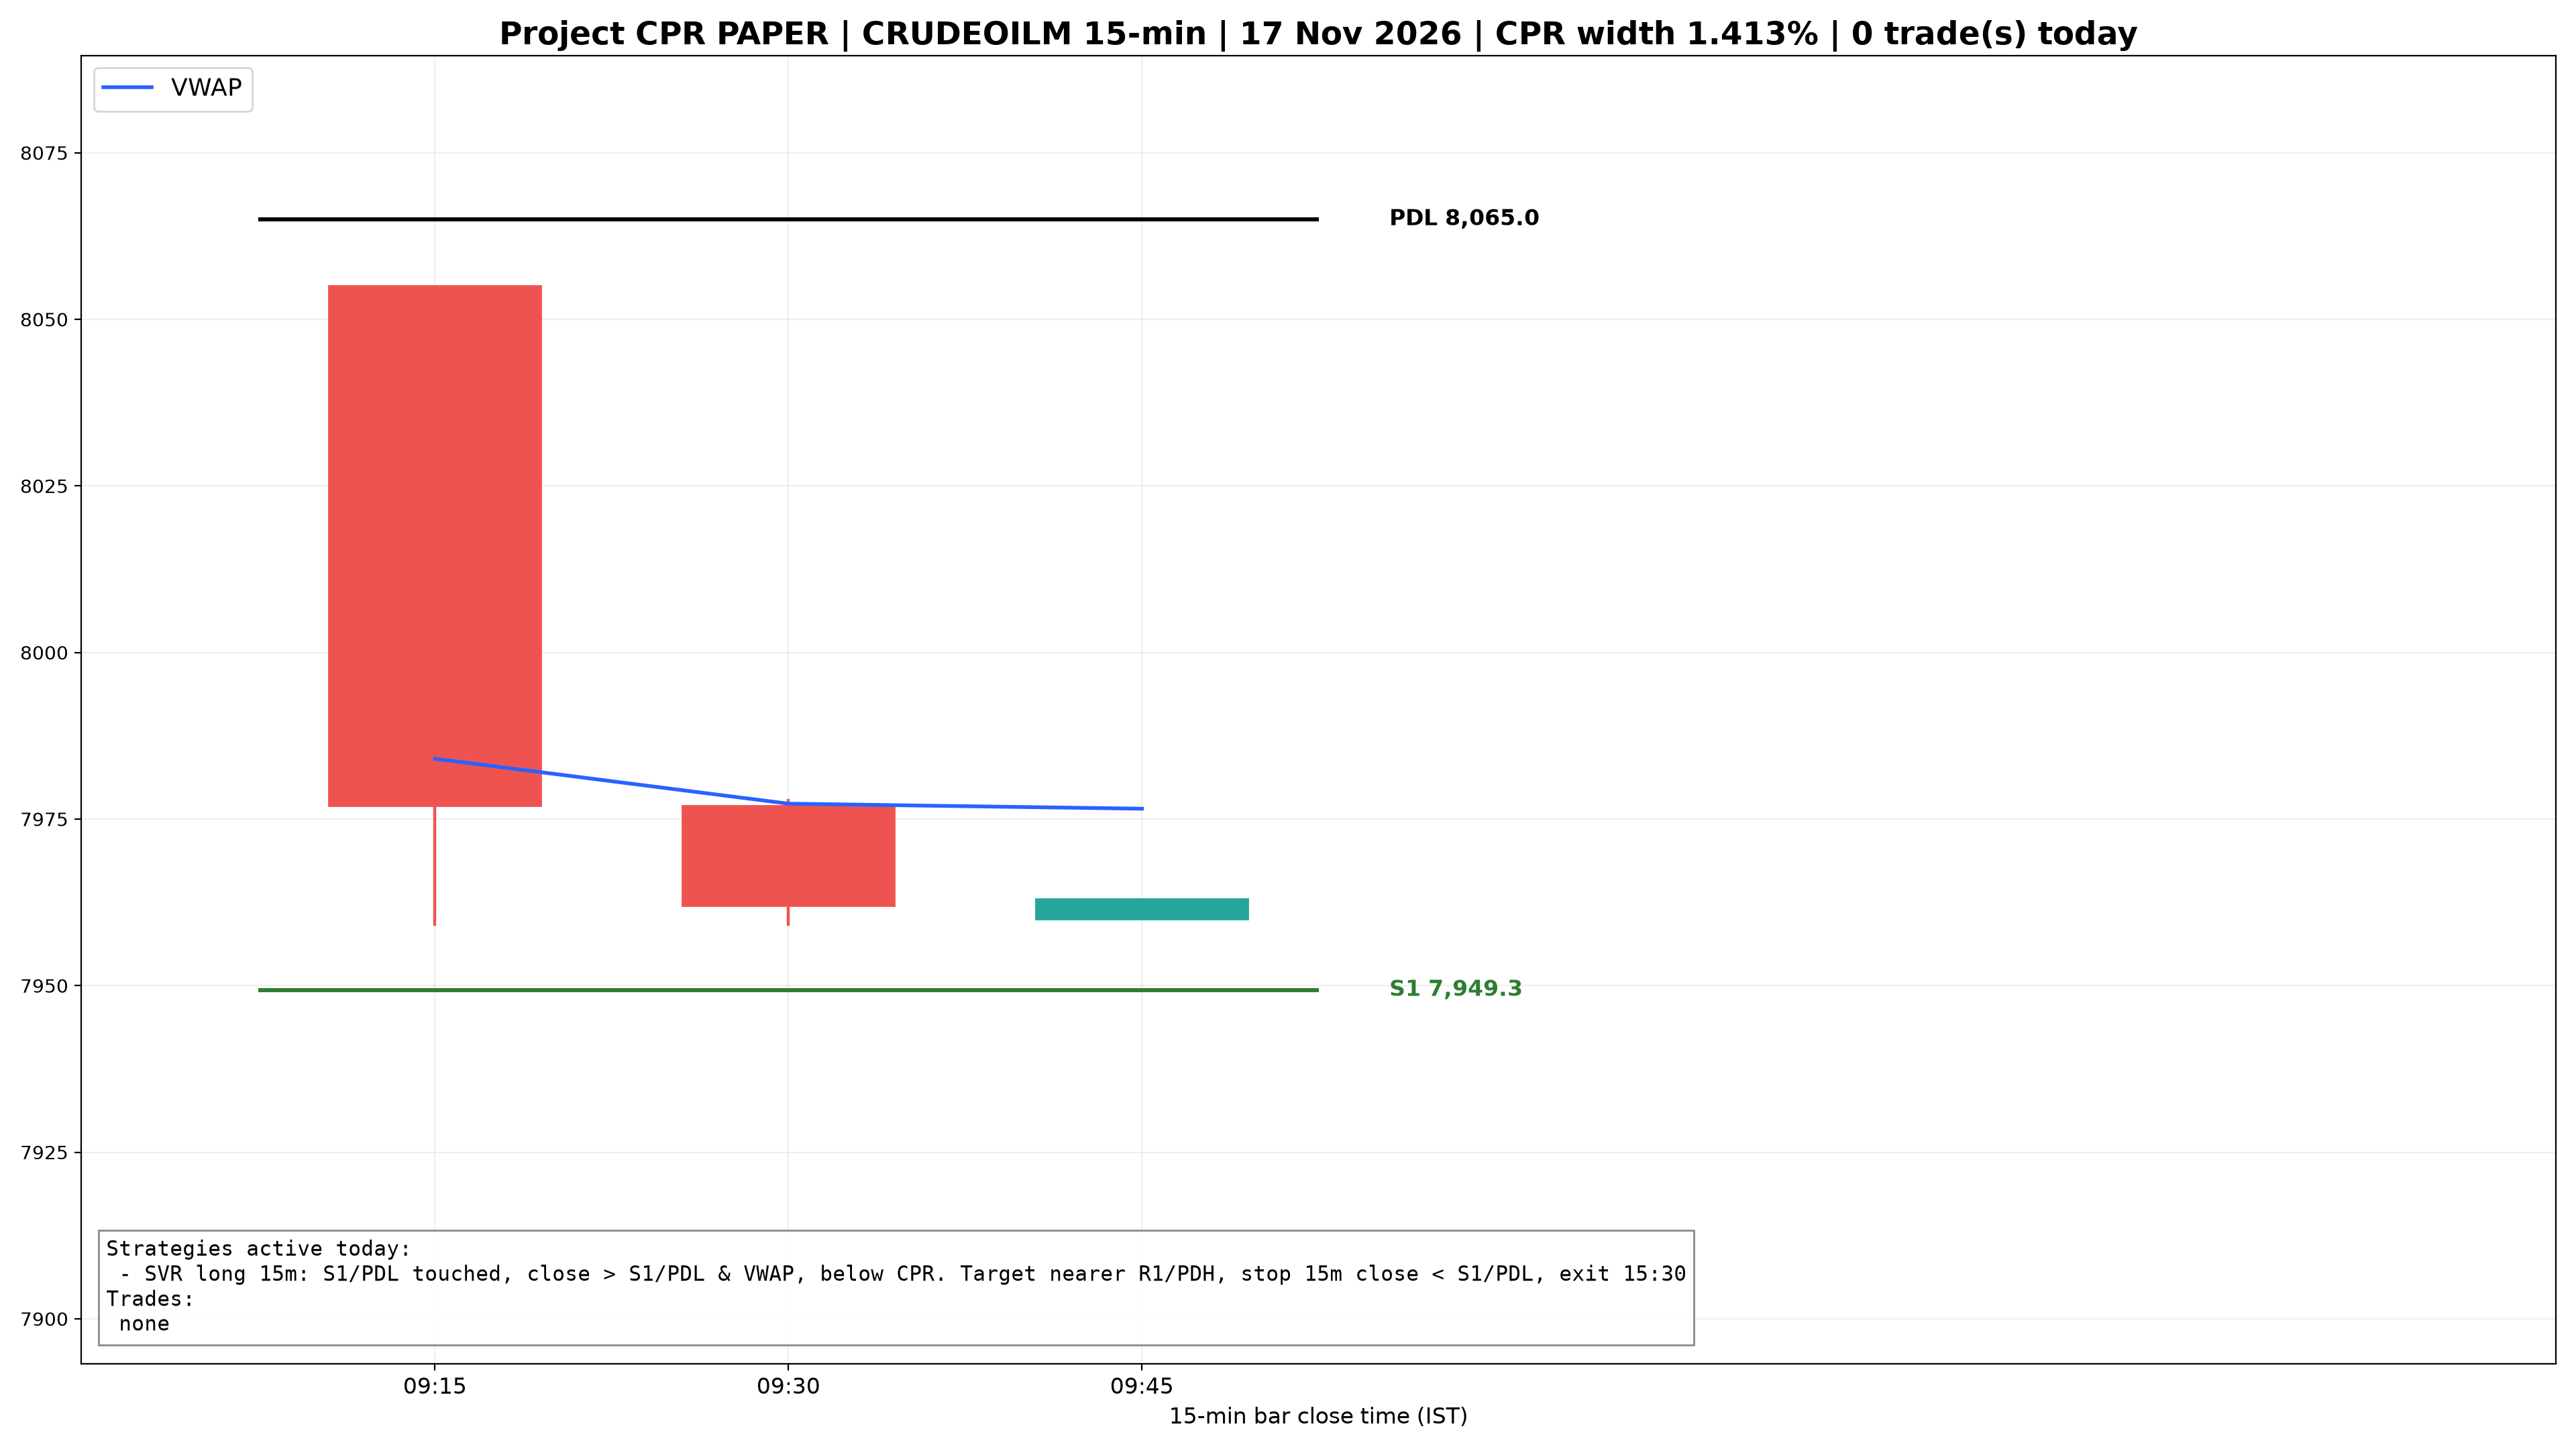 Project CPR PAPER | CRUDEOILM 15-min | 17 Nov 2026 | CPR width 1.413% | 0 trade(s) today
VWAP
8075
8050
8025
8000
7975
7950
7925
7900
PDL 8,065.0
S1 7,949.3
Strategies active today:
- SVR long 15m: S1/PDL touched, close > S1/PDL & VWAP, below CPR. Target nearer R1/PDH, stop 15m close < S1/PDL, exit 15:30
Trades:
none
09:15
09:30
09:45
15-min bar close time (IST)